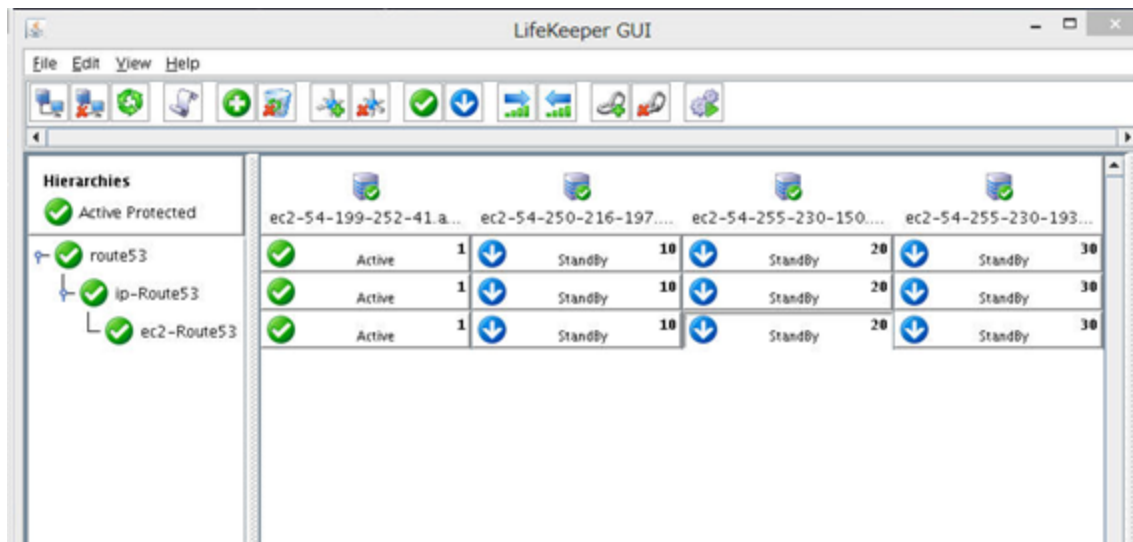 LifeKeeper GUI
File Edit View Help
Hierarchies
Active Protected
ec2-54-199-252-41.a... ec2-54-250-216-197.... ec2-54-255-230-150.... ec2-54-255-230-193...
route53 Active 1 StandBy 10 StandBy 20 StandBy 30
ip-Route53 Active 1 StandBy 10 StandBy 20 StandBy 30
ec2-Route53 Active 1 StandBy 10 StandBy 20 StandBy 30